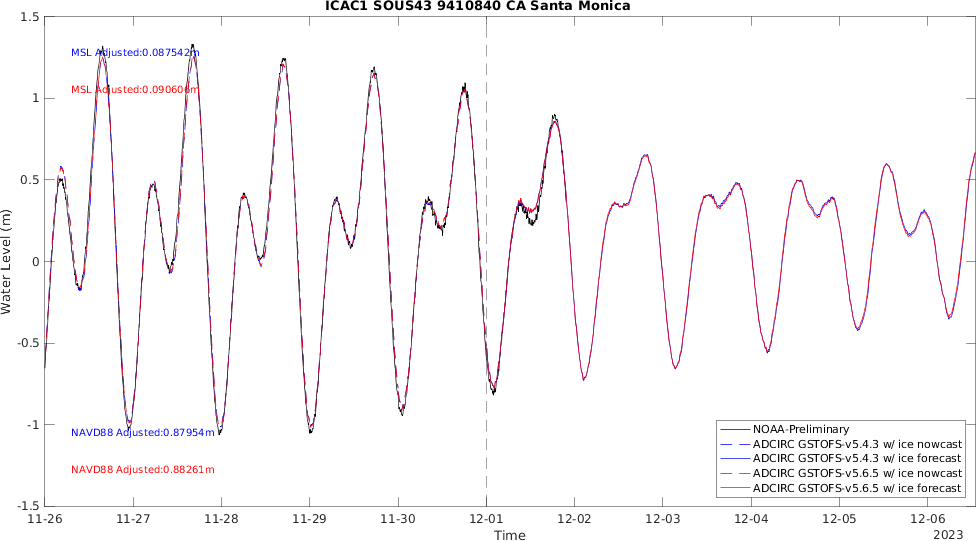 ICAC1 SOUS43 9410840 CA Santa Monica
1.5
MSL Adjusted:0.087542m
MSL Adjusted:0.090606m
1
0.5
Water Level (m)
0
-0.5
-1
NAVD88 Adjusted:0.87954m
NAVD88 Adjusted:0.88261m
-1.5
NOAA-Preliminary
ADCIRC GSTOFS-v5.4.3 w/ ice nowcast
ADCIRC GSTOFS-v5.4.3 w/ ice forecast
ADCIRC GSTOFS-v5.6.5 w/ ice nowcast
ADCIRC GSTOFS-v5.6.5 w/ ice forecast
11-26 11-27 11-28 11-29 11-30 12-01 12-02 12-03 12-04 12-05 12-06
Time
2023